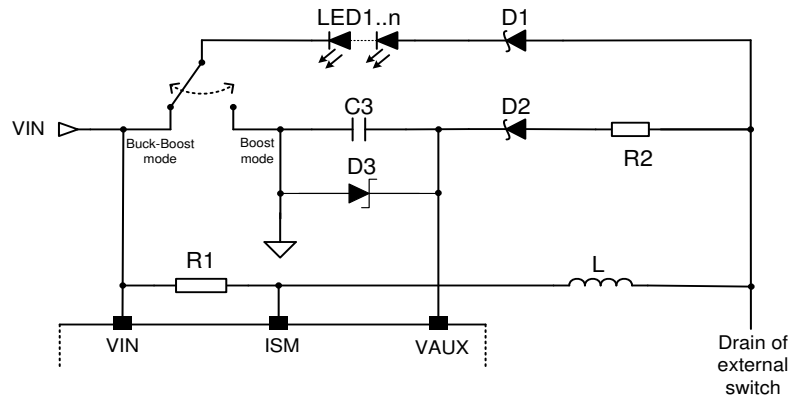 LED1..n
D1
C3
D2
VIN
Buck-Boost
mode
Boost
mode
D3
R2
R1
L
VIN
ISM
VAUX
Drain of
external
switch